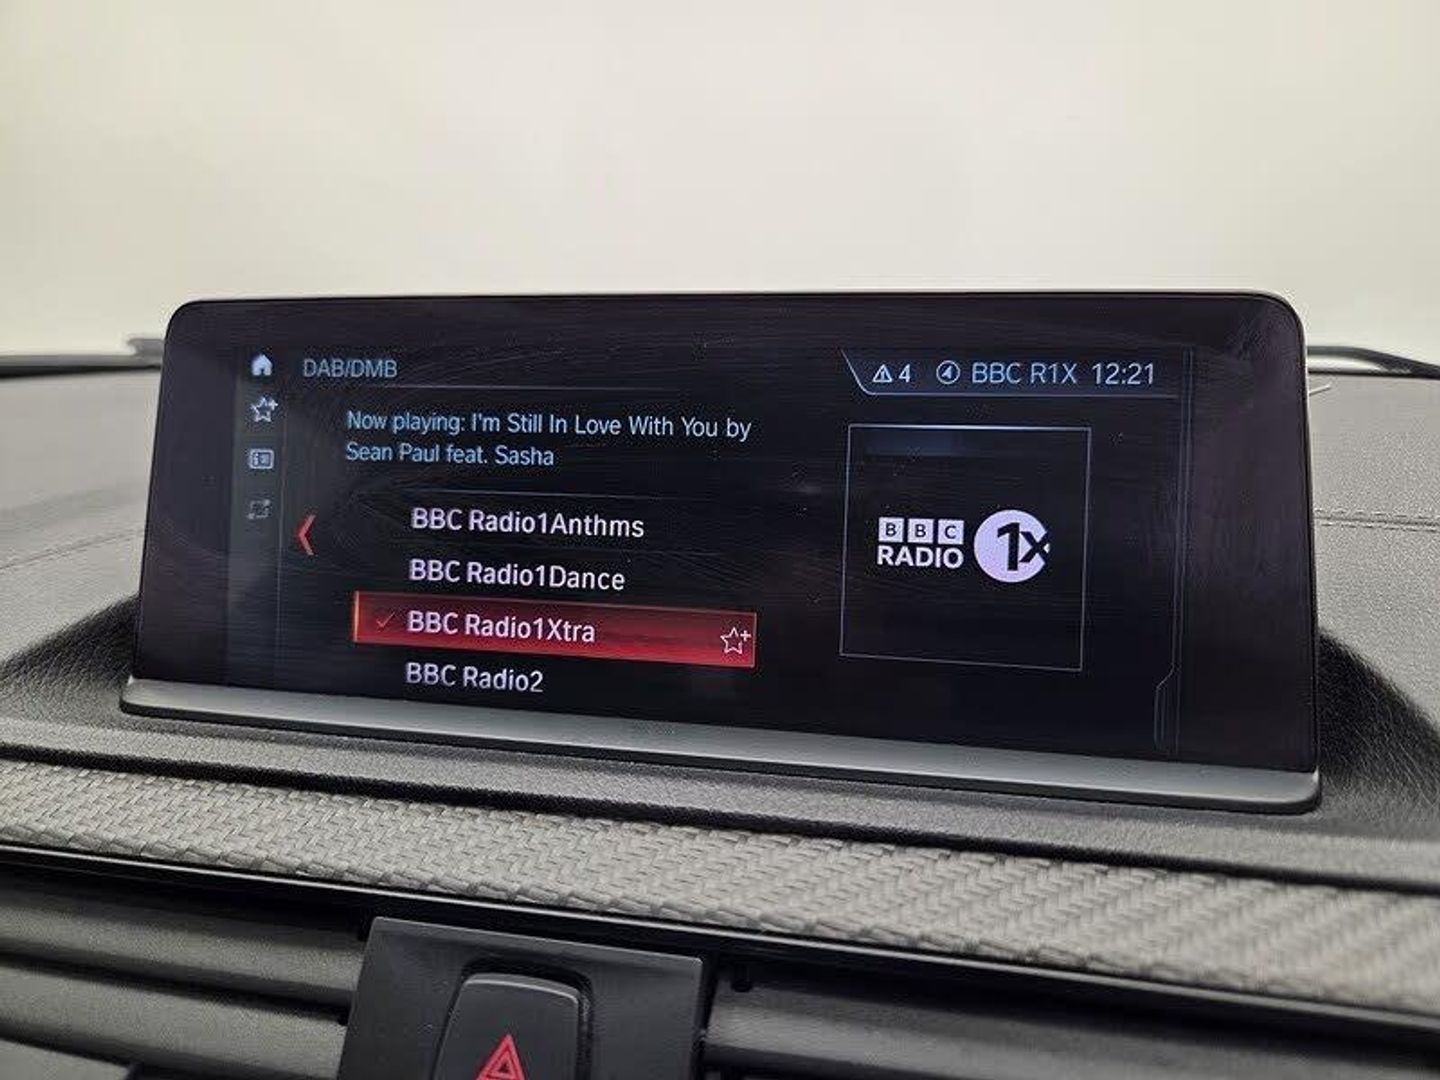 DAB/DMB
4 BBC R1X 12:21
Now playing: I'm Still In Love With You by
Sean Paul feat. Sasha
BBC Radio1Anthms
BBC Radio1Dance
BBC Radio1Xtra
BBC Radio2
BBC
RADIO
1x